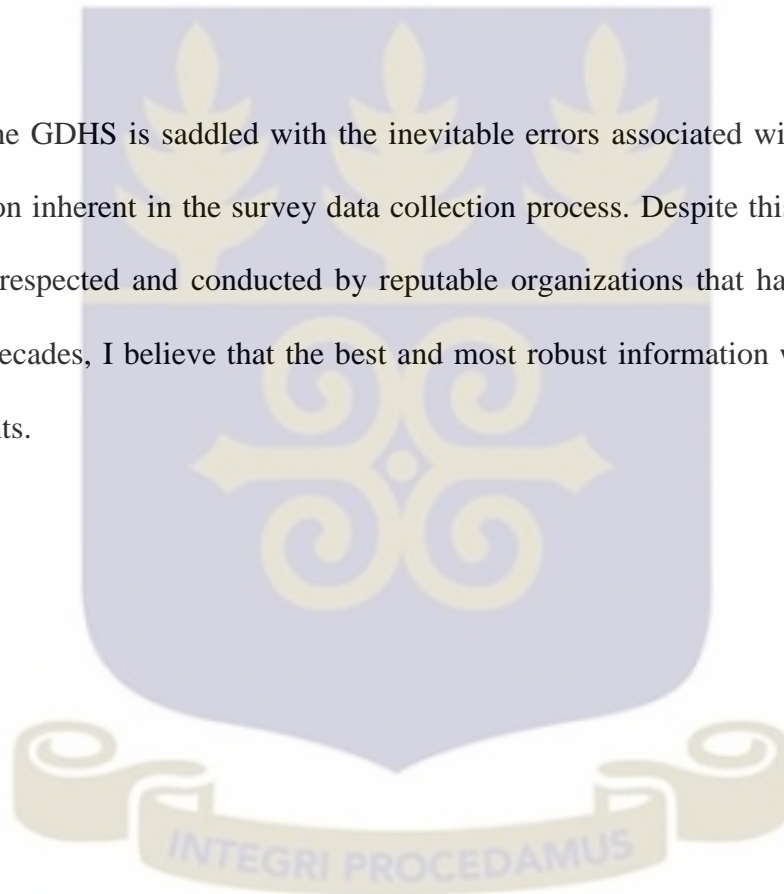 ne GDHS is saddled with the inevitable errors associated wi
on inherent in the survey data collection process. Despite this
respected and conducted by reputable organizations that ha
ecades, I believe that the best and most robust information v
ts.
INTEGRI PROCEDAMUS